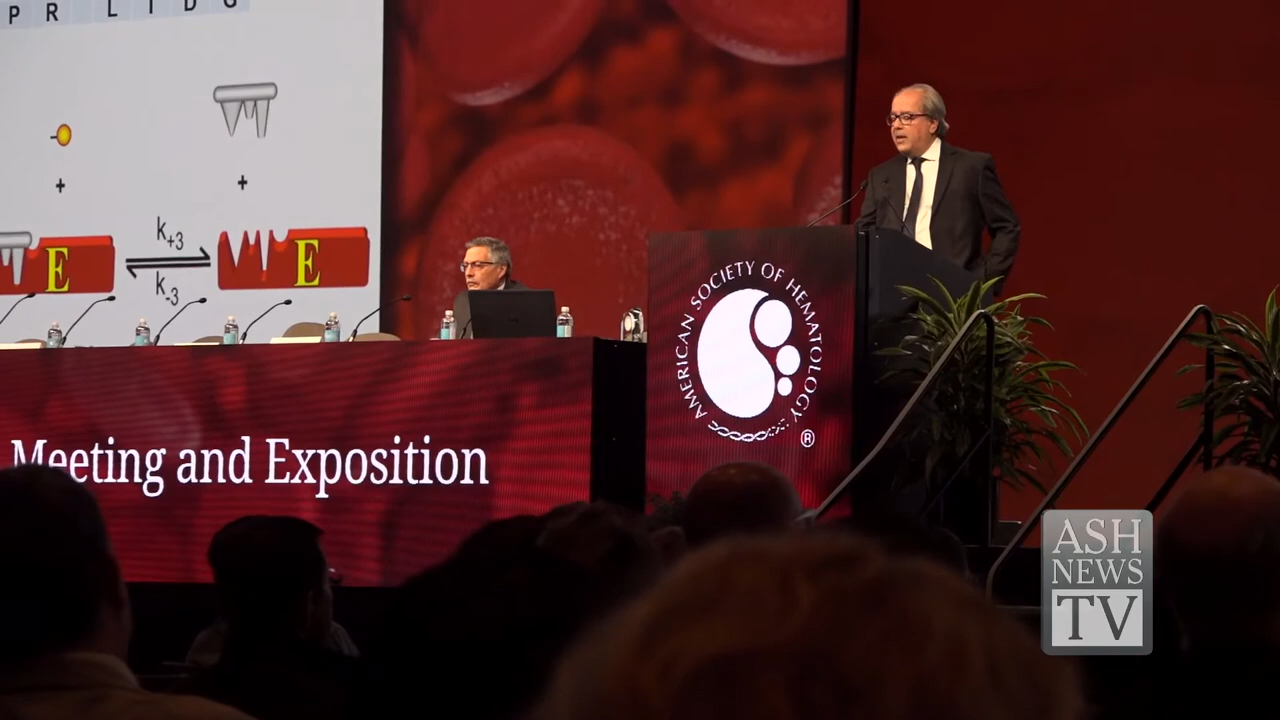 P R L I D G
+
+
k+3
k-3
E
E
AMERICAN SOCIETY OF HEMATOLOGY
®
Meeting and Exposition
ASH
NEWS
TV